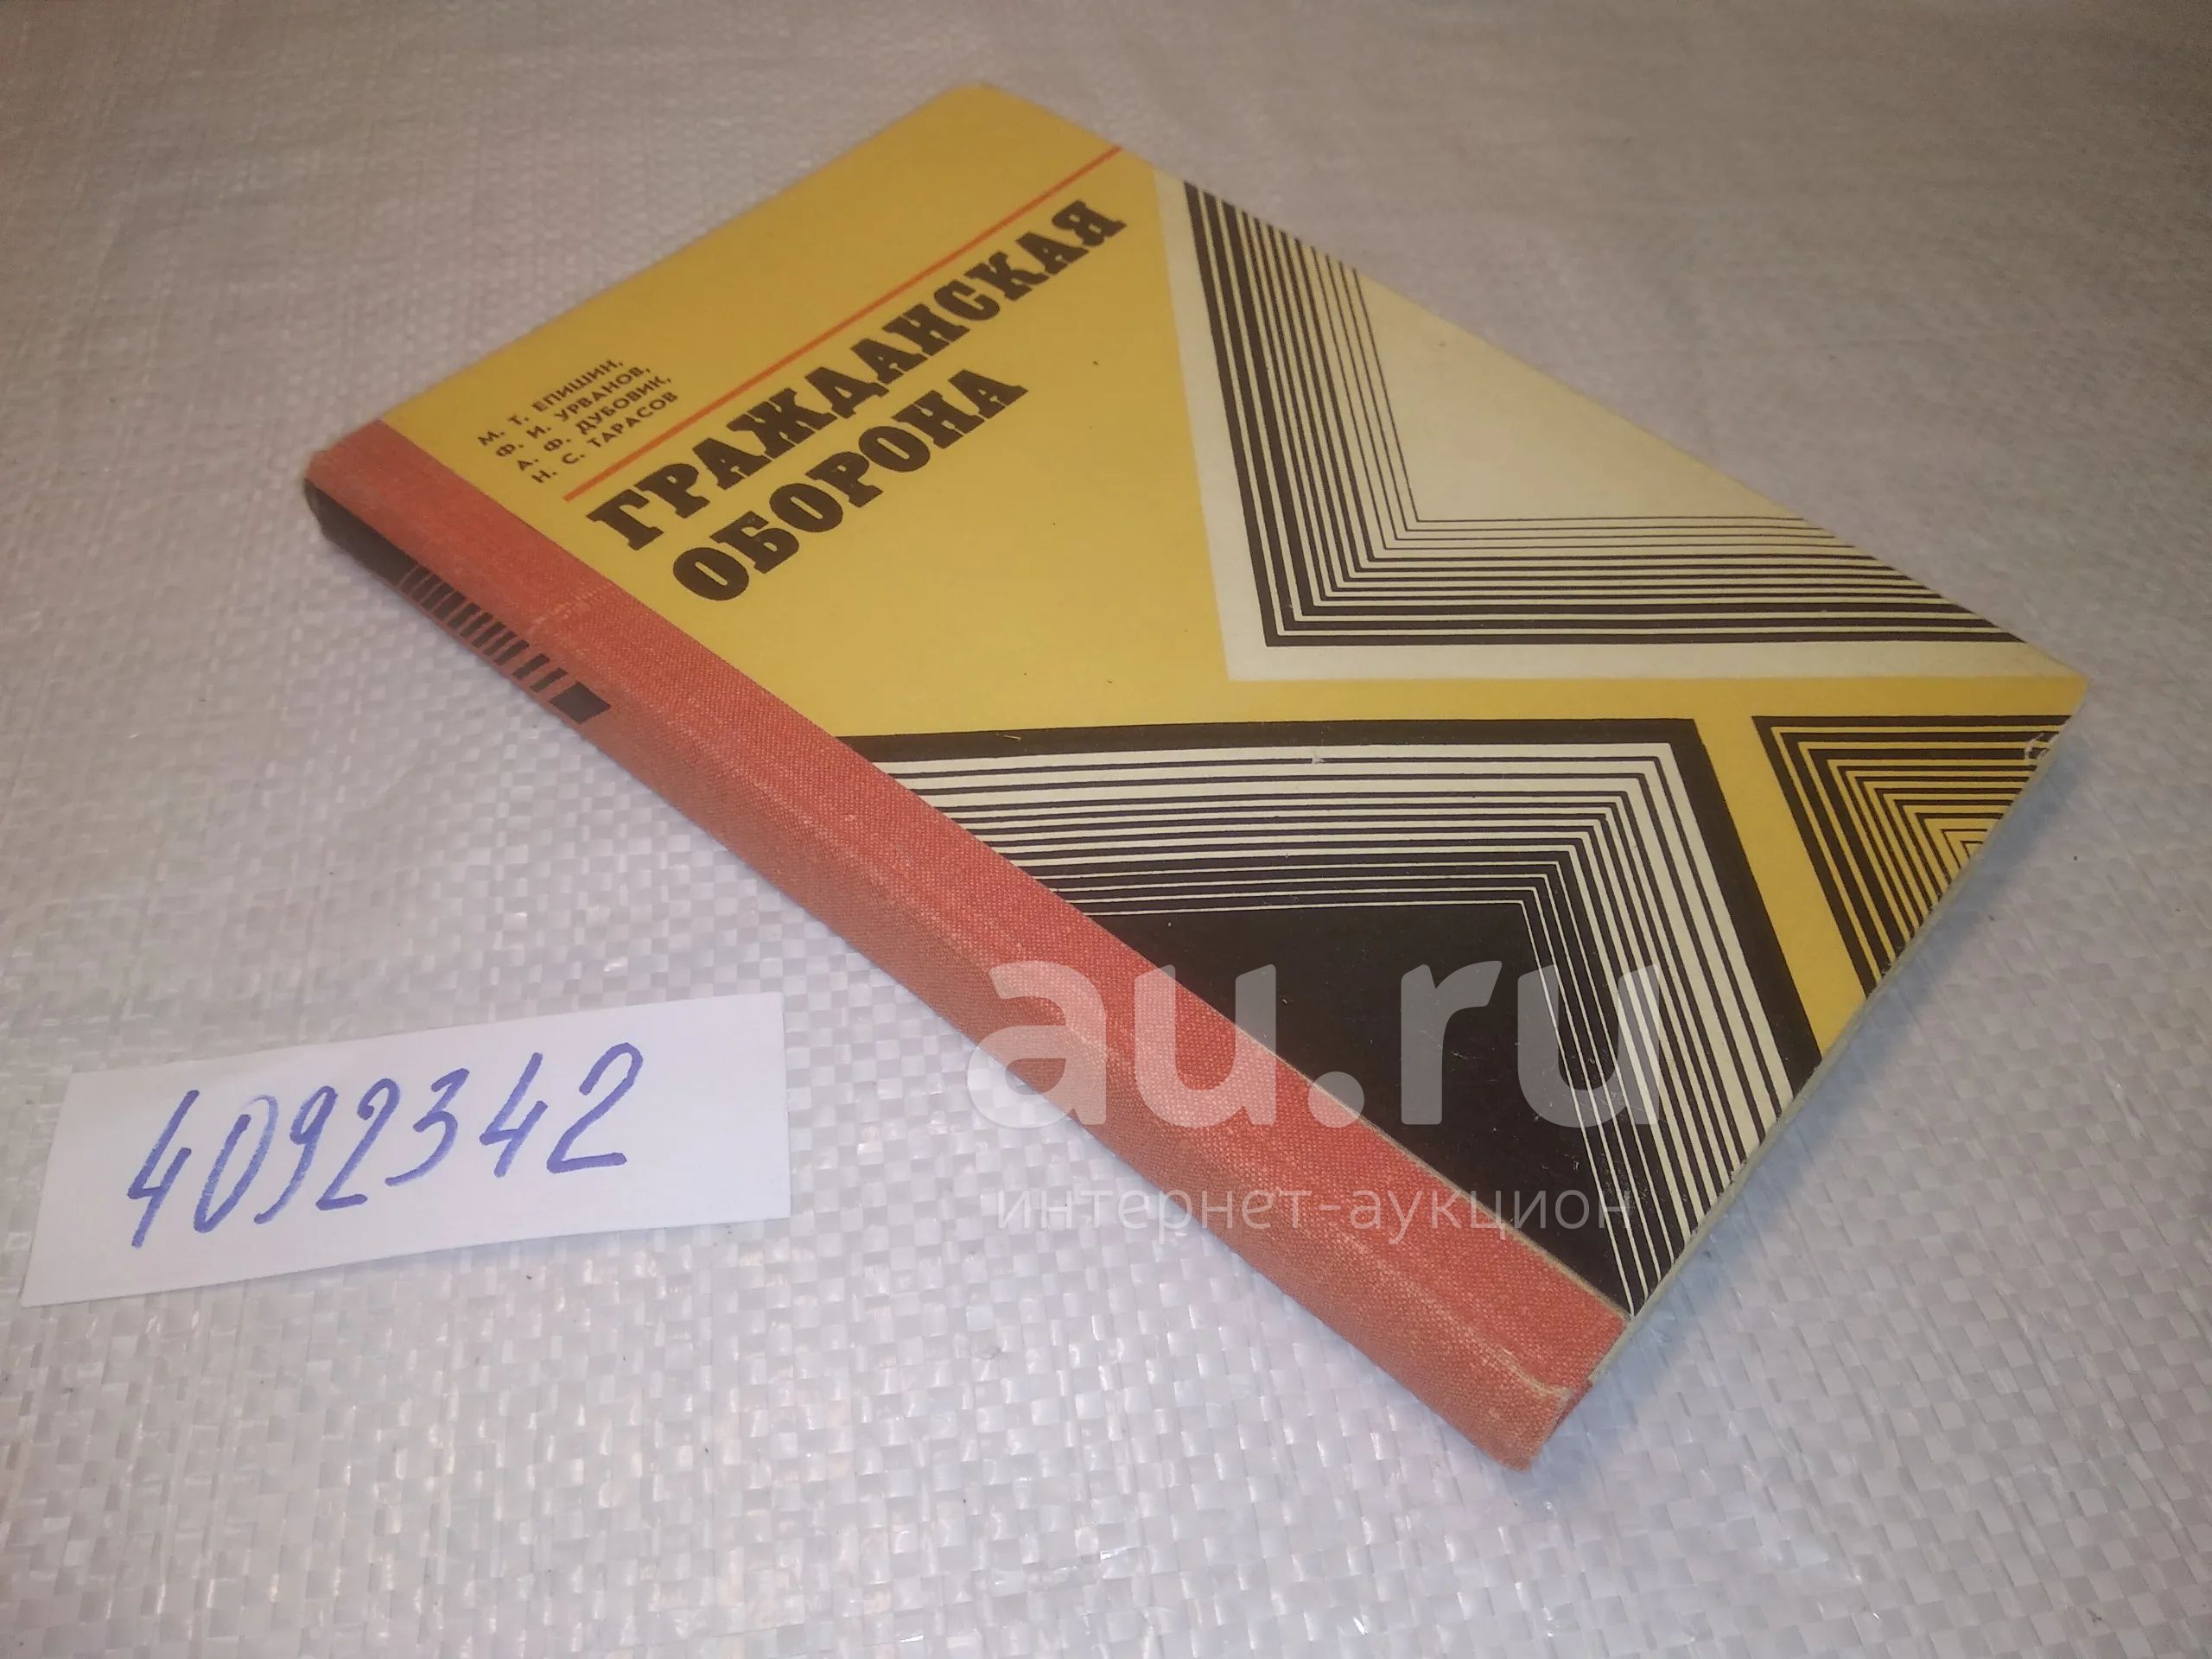 М. Т. ЕПИШИН,
Ф. И. УРВАНОВ,
А. Ф. ДУБОВИК,
Н. С. ТАРАСОВ
ГРАЖДАНСКАЯ
ОБОРОНА
4092342
au.ru
интернет-аукцион